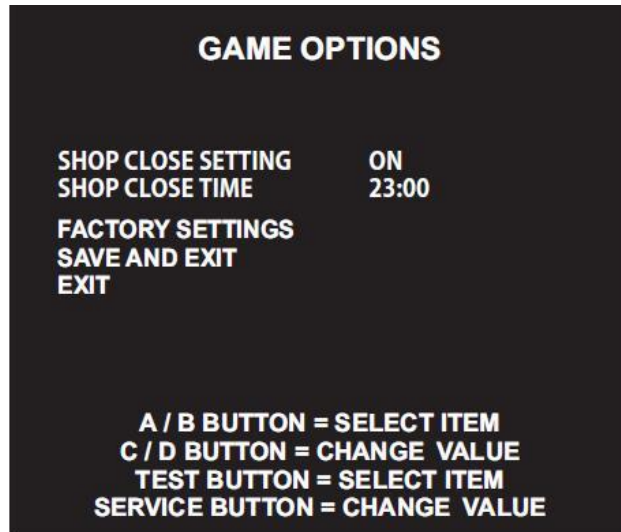 GAME OPTIONS
SHOP CLOSE SETTING ON
SHOP CLOSE TIME 23:00
FACTORY SETTINGS
SAVE AND EXIT
EXIT
A / B BUTTON = SELECT ITEM
C / D BUTTON = CHANGE VALUE
TEST BUTTON = SELECT ITEM
SERVICE BUTTON = CHANGE VALUE